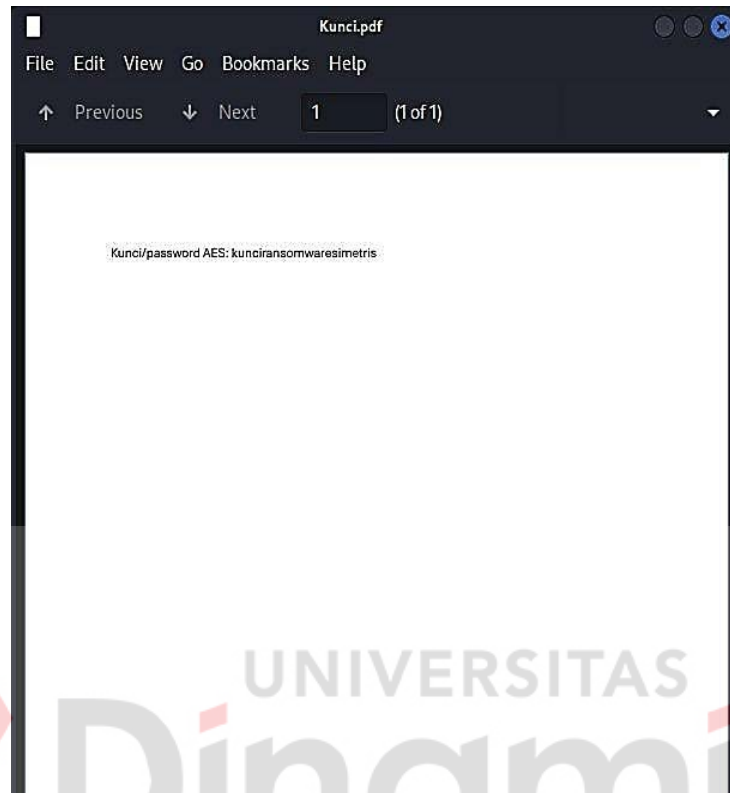 Kunci.pdf
File Edit View Go Bookmarks Help
Previous Next 1 (1 of 1)
Kunci/password AES: kunciransomwaresimetris
UNIVERSITAS
Dinami